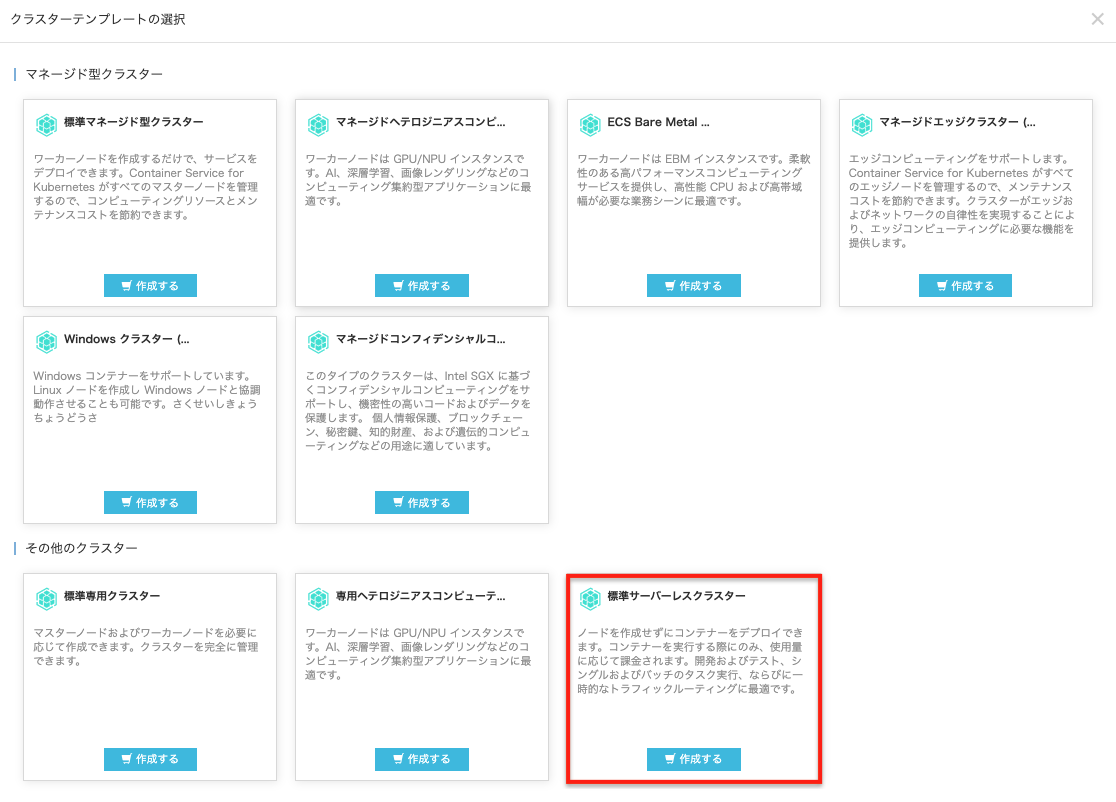 クラスターテンプレートの選択
マネージド型クラスター
標準マネージド型クラスター
ワーカーノードを作成するだけで、サービスを
デプロイできます。Container Service for
Kubernetes がすべてのマスターノードを管理
するので、コンピューティングリソースとメン
テナンスコストを節約できます。
作成する
マネージドヘテロジニアスコンピ...
ワーカーノードは GPU/NPU インスタンスで
す。AI、深層学習、画像レンダリングなどのコ
ンピューティング集約型アプリケーションに最
適です。
作成する
ECS Bare Metal ...
ワーカーノードは EBM インスタンスです。柔軟
性のある高パフォーマンスコンピューティング
サービスを提供し、高性能 CPU および高帯域
幅が必要な業務シーンに最適です。
作成する
マネージドエッジクラスター (...
エッジコンピューティングをサポートします。
Container Service for Kubernetes がすべて
のエッジノードを管理するので、メンテナンス
コストを節約できます。クラスターがエッジお
よびネットワークの自律性を実現することによ
り、エッジコンピューティングに必要な機能を
提供します。
作成する
Windows クラスター (...
Windows コンテナーをサポートしています。
Linux ノードを作成し Windows ノードと協調
動作させることも可能です。さくせいしきょう
ちょうどうさ
作成する
マネージドコンフィデンシャルコ...
このタイプのクラスターは、Intel SGX に基づ
くコンフィデンシャルコンピューティングをサ
ポートし、機密性の高いコードおよびデータを
保護します。 個人情報保護、ブロックチェー
ン、秘密鍵、知的財産、および遺伝的コンピュ
ーティングなどの用途に適しています。
作成する
その他のクラスター
標準専用クラスター
マスターノードおよびワーカーノードを必要に
応じて作成できます。クラスターを完全に管理
できます。
作成する
専用ヘテロジニアスコンピューテ...
ワーカーノードは GPU/NPU インスタンスで
す。AI、深層学習、画像レンダリングなどのコ
ンピューティング集約型アプリケーションに最
適です。
作成する
標準サーバーレスクラスター
ノードを作成せずにコンテナーをデプロイでき
ます。コンテナーを実行する際にのみ、使用量
に応じて課金されます。開発およびテスト、シ
ングルおよびバッチのタスク実行、ならびに一
時的なトラフィックルーティングに最適です。
作成する